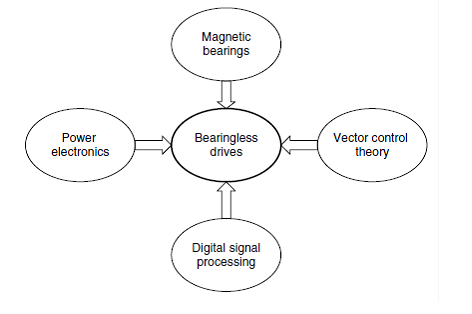 Magnetic
bearings
Power
electronics
Bearingless
drives
Vector control
theory
Digital signal
processing